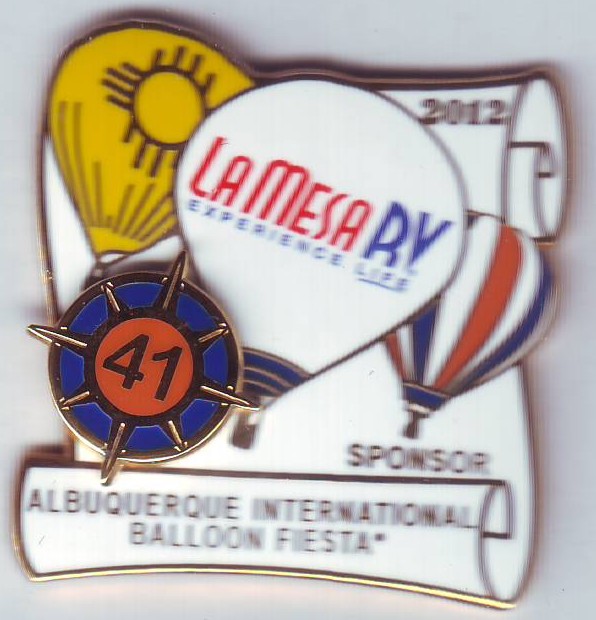 2012
LA MESA RV
EXPERIENCE LIFE
41
SPONSOR
ALBUQUERQUE INTERNATIONAL
BALLOON FIESTA®